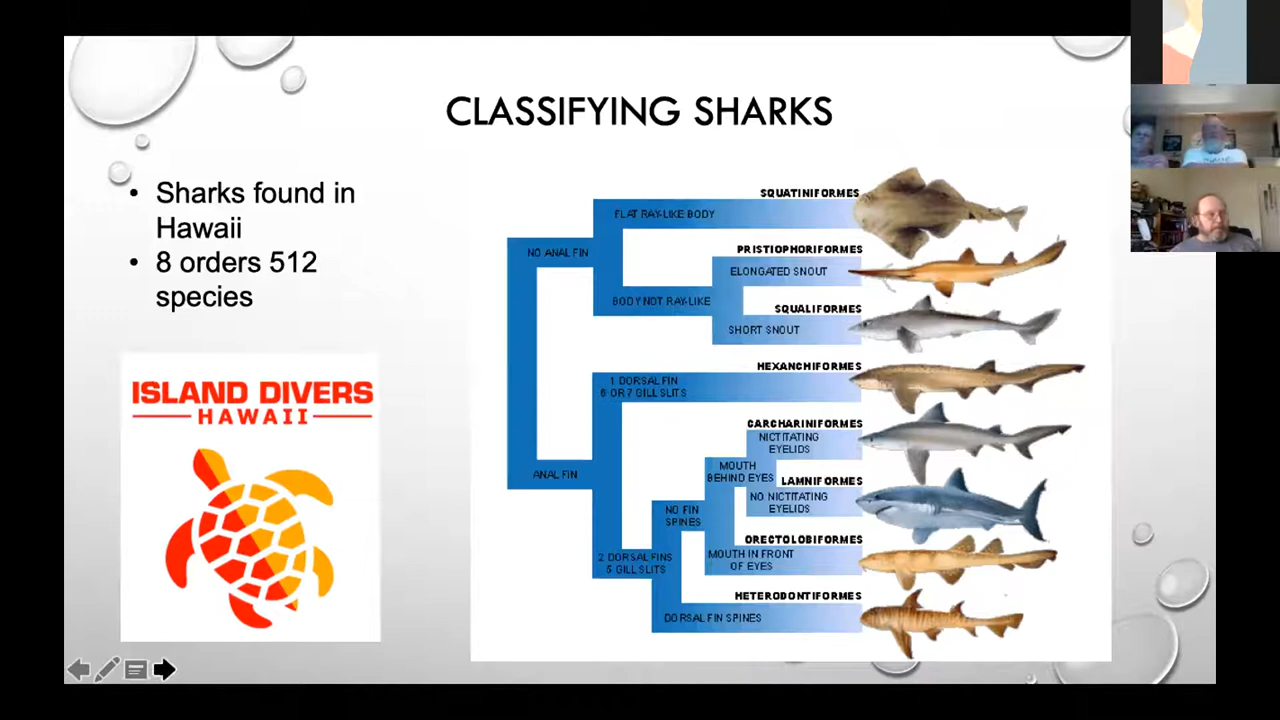 CLASSIFYING SHARKS
• Sharks found in
Hawaii
• 8 orders 512
species
ISLAND DIVERS
HAWAII
SQUATINIFORMES
FLAT RAY-LIKE BODY
NO ANAL FIN
PRISTIOPHORIFORMES
ELONGATED SNOUT
BODY NOT RAY-LIKE
SQUALIFORMES
SHORT SNOUT
HEXANCHIFORMES
1 DORSAL FIN
6 OR 7 GILL SLITS
CARCHARINIFORMES
NICTITATING
EYELIDS
MOUTH
BEHIND EYES
LAMNIFORMES
NO NICTITATING
EYELIDS
ANAL FIN
NO FIN
SPINES
ORECTOLOBIFORMES
MOUTH IN FRONT
OF EYES
2 DORSAL FINS
5 GILL SLITS
HETERODONTIFORMES
DORSAL FIN SPINES